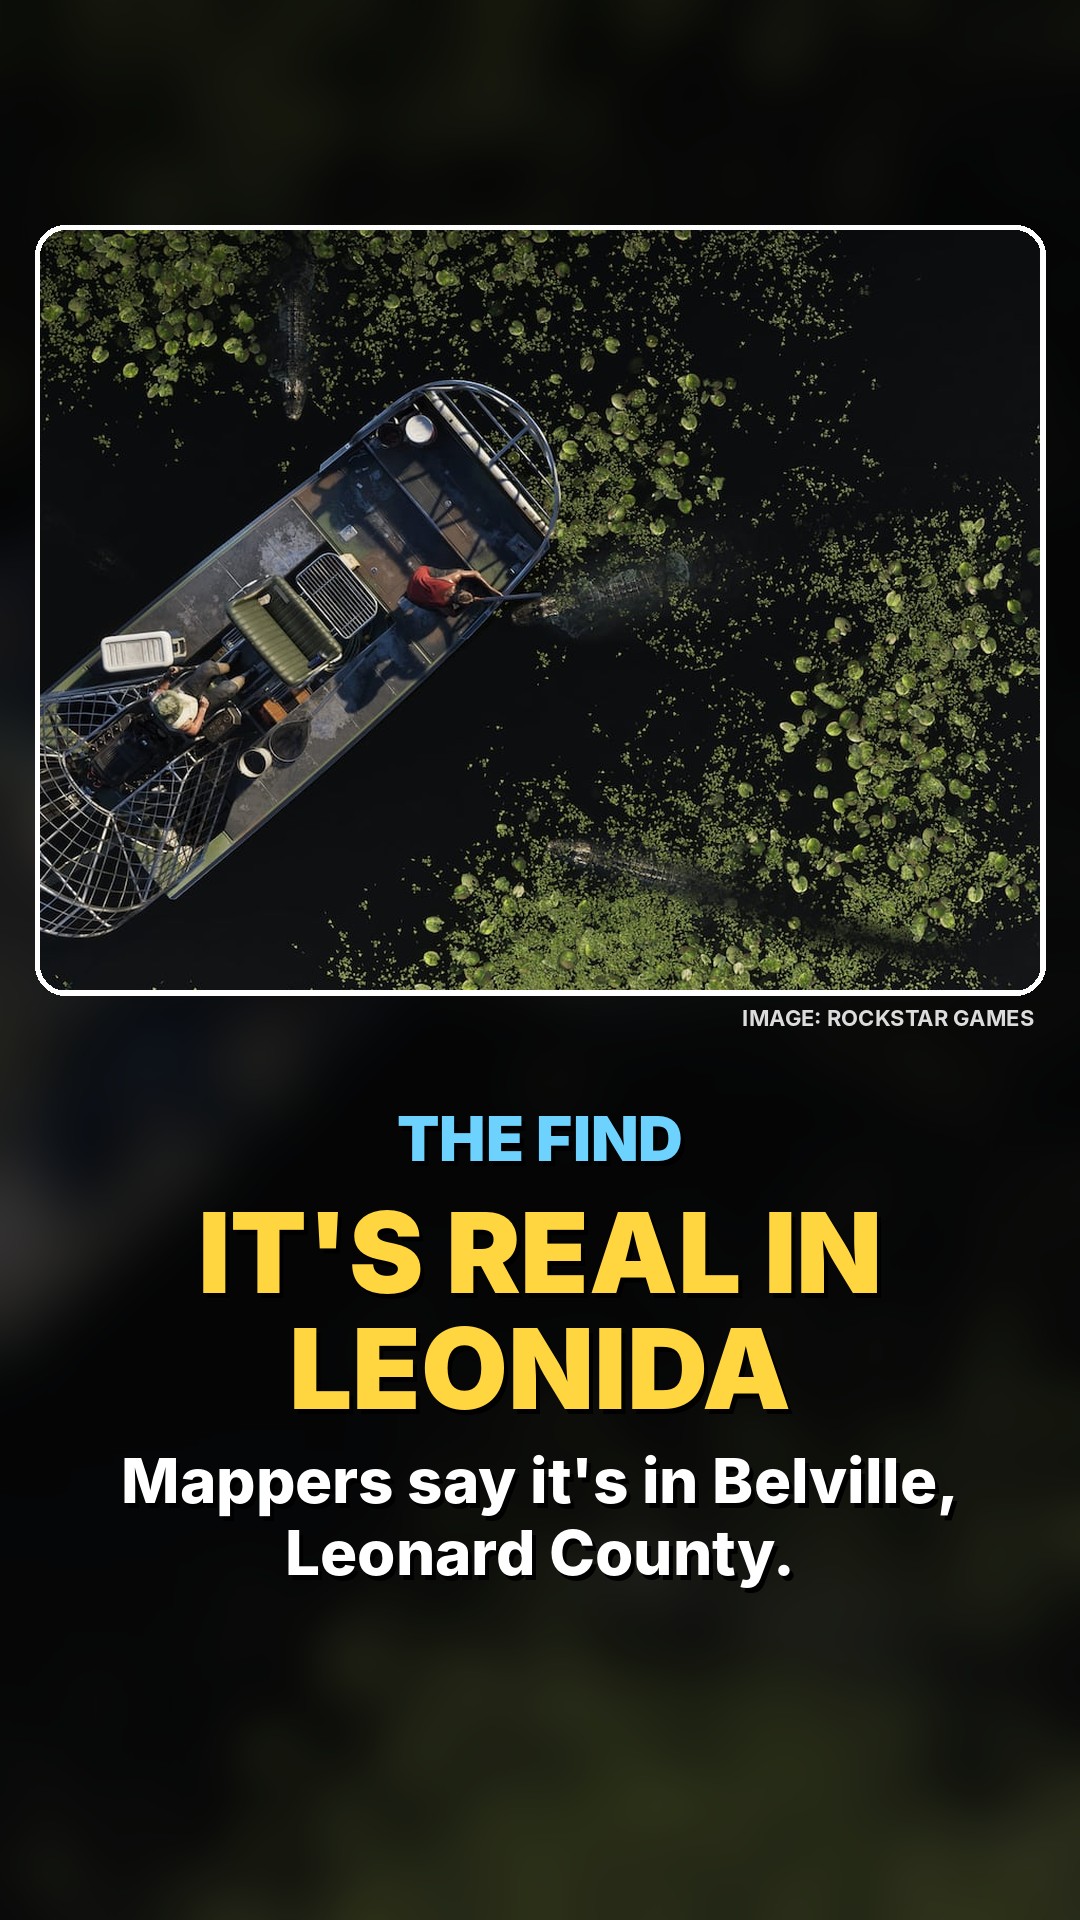 IMAGE: ROCKSTAR GAMES
THE FIND
IT'S REAL IN
LEONIDA
Mappers say it's in Belville,
Leonard County.